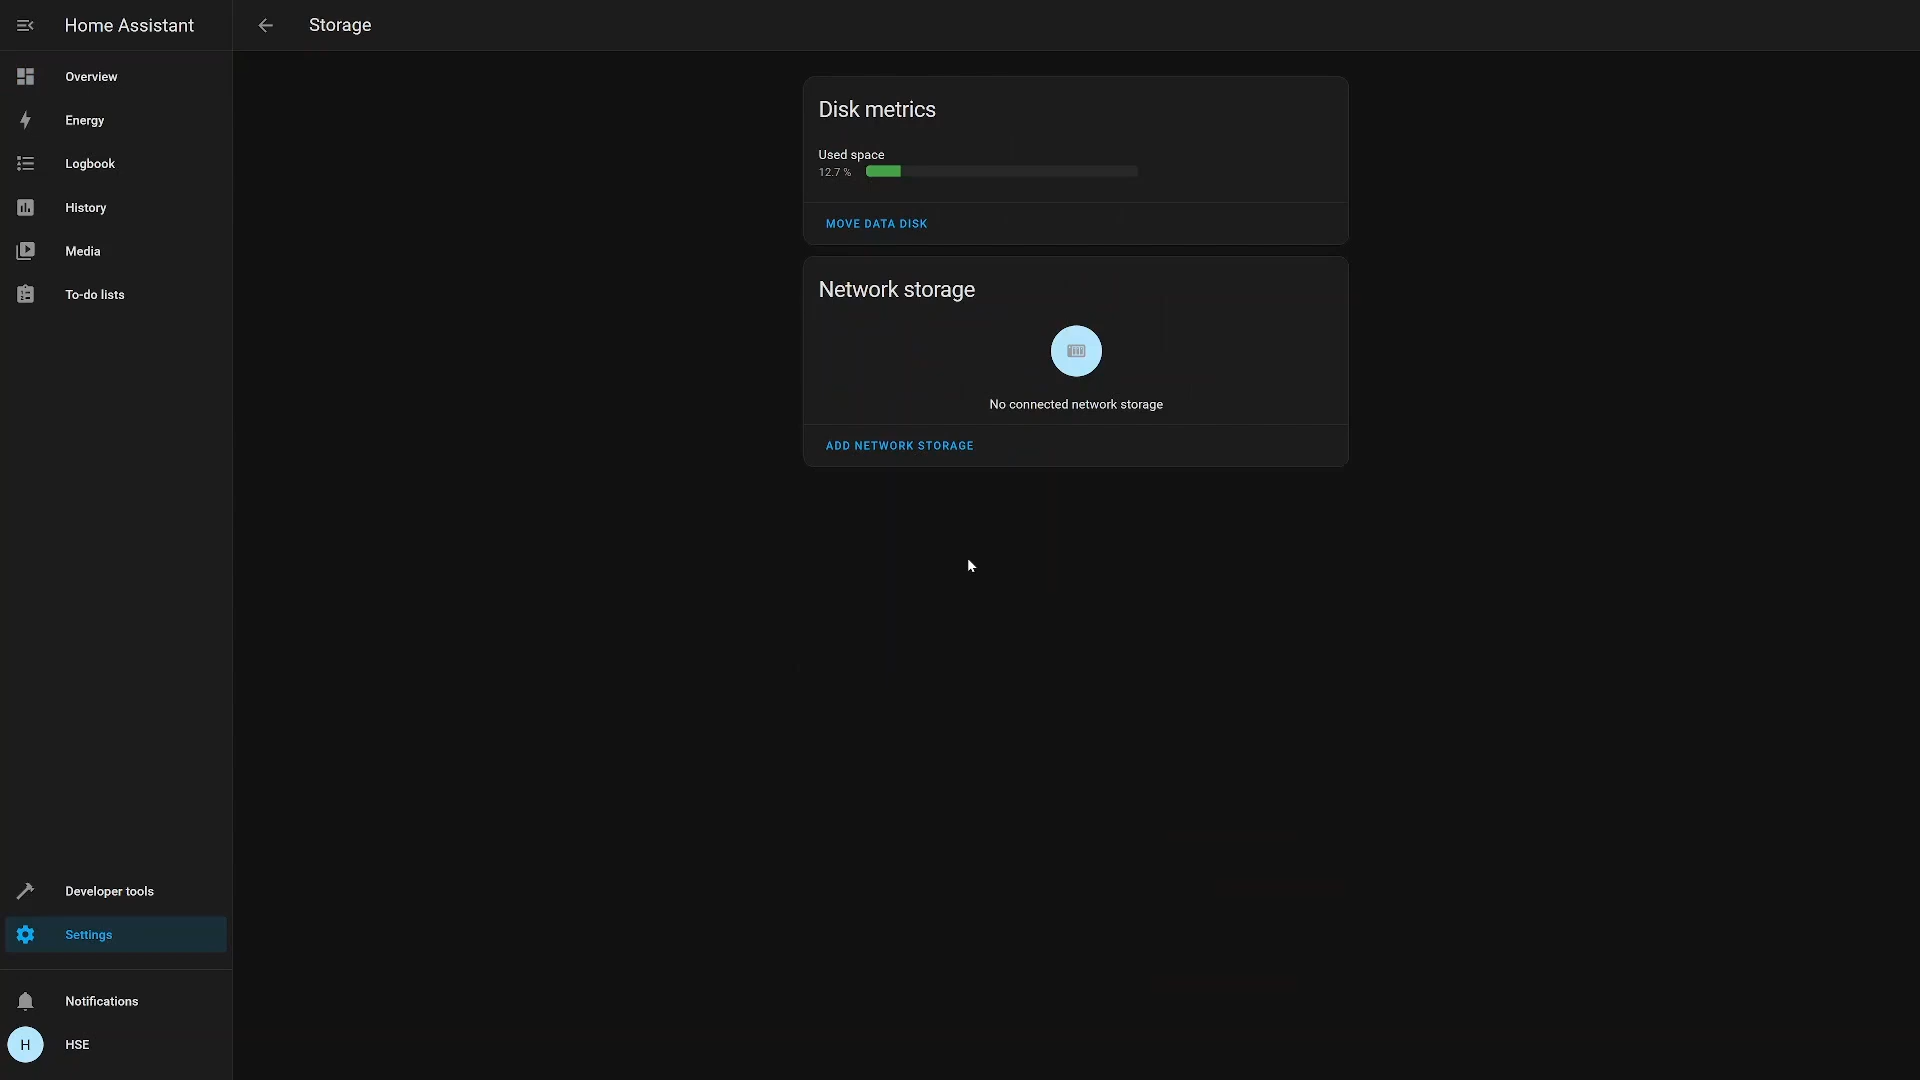 Home Assistant
Storage
Overview
Energy
Logbook
History
Media
To-do lists
Disk metrics
Used space
12.7 %
MOVE DATA DISK
Network storage
No connected network storage
ADD NETWORK STORAGE
Developer tools
Settings
Notifications
H
HSE